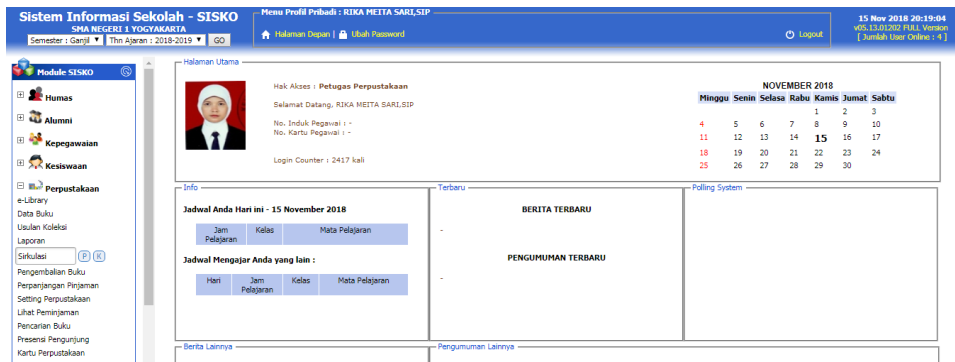 Sistem Informasi Sekolah - SISKO
SMA NEGERI 1 YOGYAKARTA
Semester : Ganjil Thn Ajaran : 2018-2019 GO
Menu Profil Pribadi : RIKA MEITA SARI,SIP
Halaman Depan | Ubah Password
Logout
15 Nov 2018 20:19:04
v05.13.01202 FULL Version
[ Jumlah User Online : 4 ]
Module SISKO
Humas
Alumni
Kepegawaian
Kesiswaan
Perpustakaan
e-Library
Data Buku
Usulan Koleksi
Laporan
Sirkulasi P K
Pengembalian Buku
Perpanjangan Pinjaman
Setting Perpustakaan
Lihat Peminjaman
Pencarian Buku
Presensi Pengunjung
Kartu Perpustakaan
Halaman Utama
Hak Akses : Petugas Perpustakaan
Selamat Datang, RIKA MEITA SARI,SIP
No. Induk Pegawai : -
No. Kartu Pegawai : -
Login Counter : 2417 kali
NOVEMBER 2018
Minggu Senin Selasa Rabu Kamis Jumat Sabtu
1 2 3
4 5 6 7 8 9 10
11 12 13 14 15 16 17
18 19 20 21 22 23 24
25 26 27 28 29 30
Info
Jadwal Anda Hari ini - 15 November 2018
Jam Pelajaran Kelas Mata Pelajaran
Jadwal Mengajar Anda yang lain :
Hari Jam Pelajaran Kelas Mata Pelajaran
Terbaru
BERITA TERBARU
-
PENGUMUMAN TERBARU
-
Polling System
Berita Lainnya
Pengumuman Lainnya